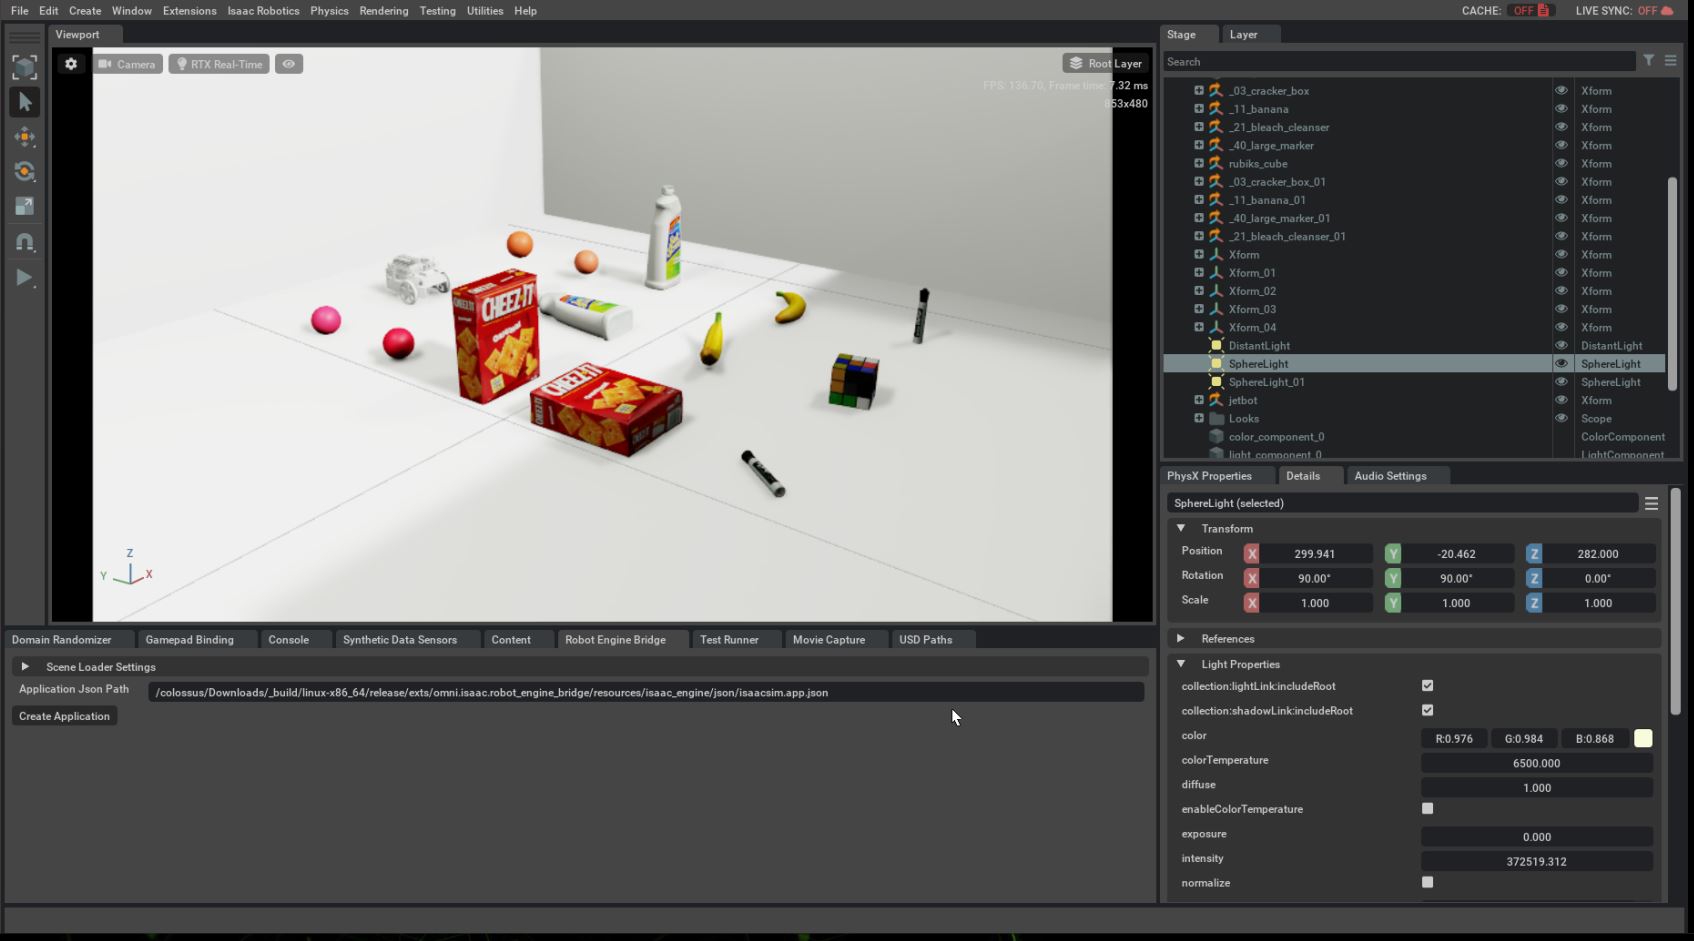 File Edit Create Window Extensions Isaac Robotics Physics Rendering Testing Utilities Help CACHE: OFF LIVE SYNC: OFF
Viewport
Camera RTX Real-Time Root Layer
FPS: 136.70, Frame time: 7.32 ms
853x480
CHEEZ-IT
ORIGINAL
CHEEZ-IT
Z
Y X
Stage Layer
Search
_03_cracker_box Xform
_11_banana Xform
_21_bleach_cleanser Xform
_40_large_marker Xform
rubiks_cube Xform
_03_cracker_box_01 Xform
_11_banana_01 Xform
_40_large_marker_01 Xform
_21_bleach_cleanser_01 Xform
Xform Xform
Xform_01 Xform
Xform_02 Xform
Xform_03 Xform
Xform_04 Xform
DistantLight DistantLight
SphereLight SphereLight
SphereLight_01 SphereLight
jetbot Xform
Looks Scope
color_component_0 ColorComponent
light_component_0 LightComponent
PhysX Properties Details Audio Settings
SphereLight (selected)
Transform
Position X 299.941 Y -20.462 Z 282.000
Rotation X 90.00° Y 90.00° Z 0.00°
Scale X 1.000 Y 1.000 Z 1.000
References
Light Properties
collection:lightLink:includeRoot
collection:shadowLink:includeRoot
color R:0.976 G:0.984 B:0.868
colorTemperature 6500.000
diffuse 1.000
enableColorTemperature
exposure 0.000
intensity 372519.312
normalize
Domain Randomizer Gamepad Binding Console Synthetic Data Sensors Content Robot Engine Bridge Test Runner Movie Capture USD Paths
Scene Loader Settings
Application Json Path /colossus/Downloads/_build/linux-x86_64/release/exts/omni.isaac.robot_engine_bridge/resources/isaac_engine/json/isaacsim.app.json
Create Application